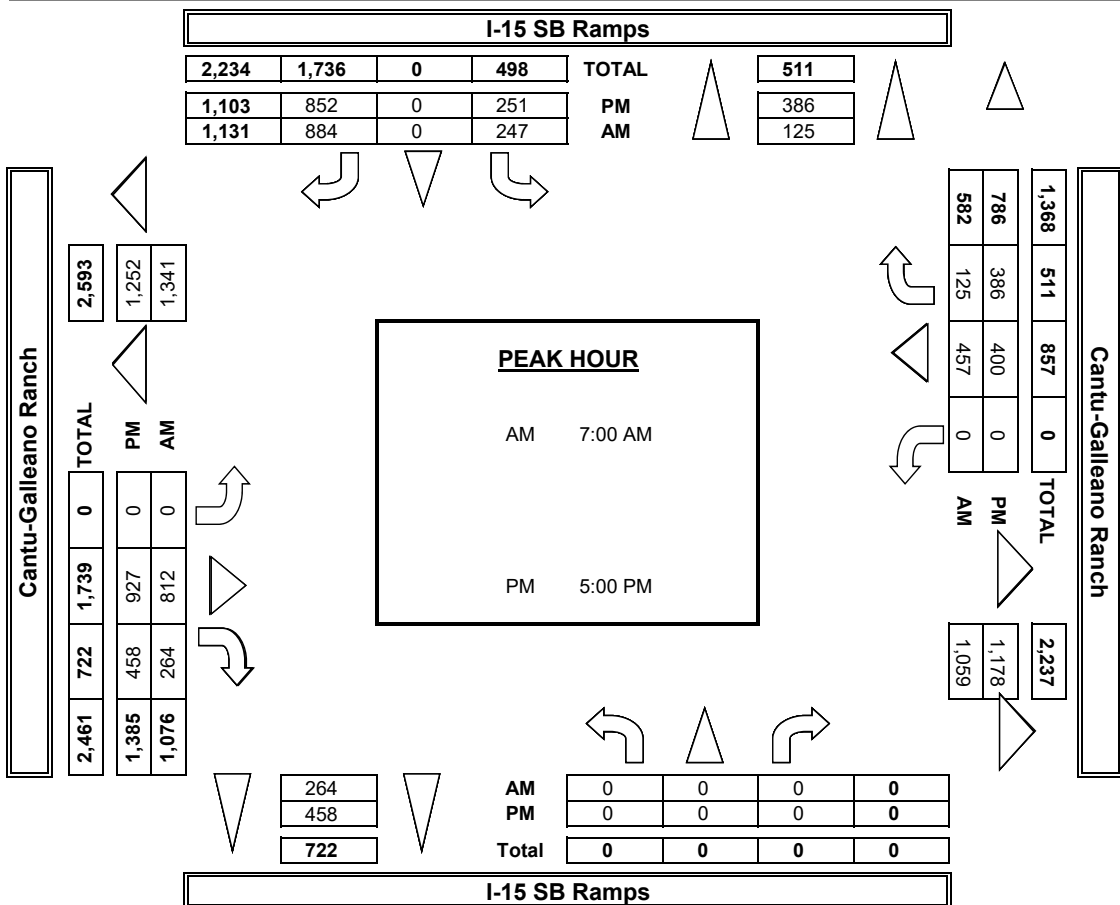 I-15 SB Ramps
2,234 1,736 0 498 TOTAL 511
1,103 852 0 251 PM 386
1,131 884 0 247 AM 125
Cantu-Galleano Ranch
2,593
1,252
1,341
TOTAL 0 1,739 722 2,461
PM 0 927 458 1,385
AM 0 812 264 1,076
PEAK HOUR
AM 7:00 AM
PM 5:00 PM
1,368 511 857 0 TOTAL
786 386 400 0 PM
582 125 457 0 AM
2,237
1,178
1,059
Cantu-Galleano Ranch
264 AM 0 0 0 0
458 PM 0 0 0 0
722 Total 0 0 0 0
I-15 SB Ramps